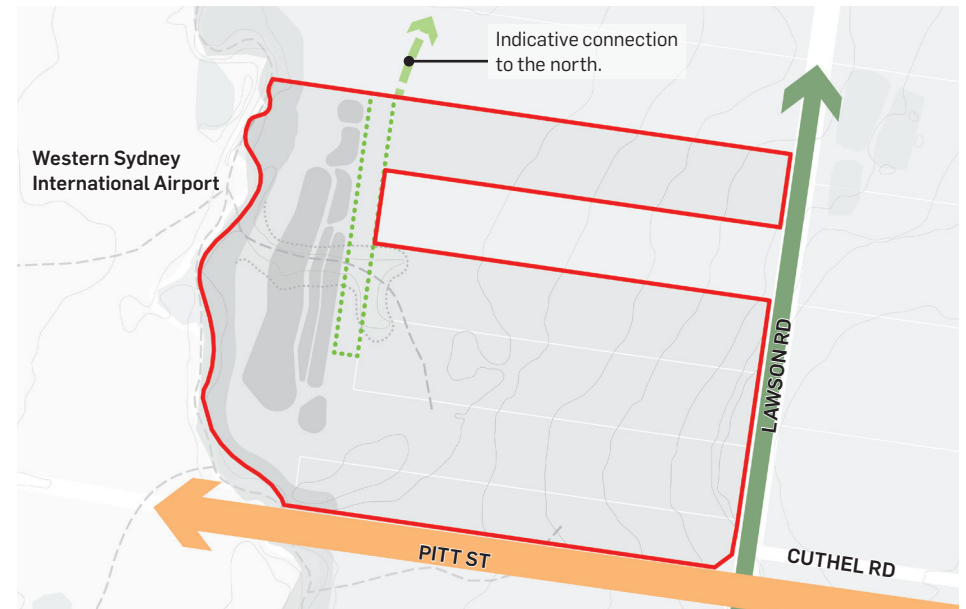 Indicative connection
to the north.
Western Sydney
International Airport
LAWSON RD
PITT ST
CUTHEL RD